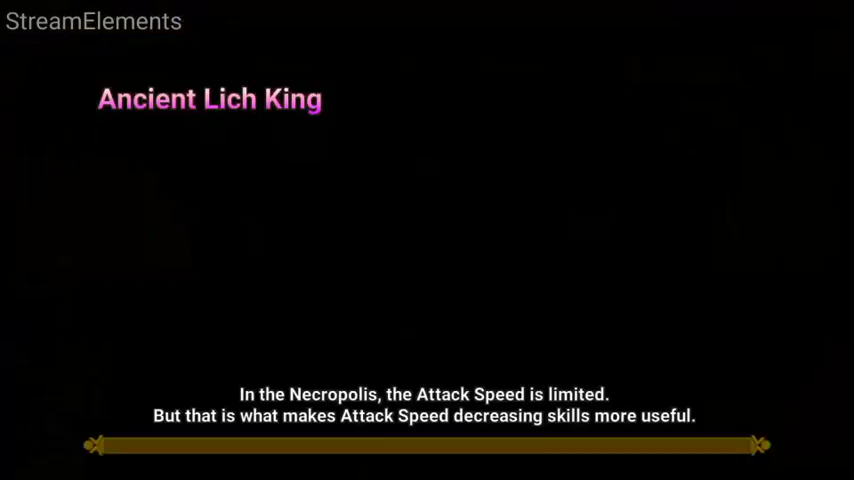 StreamElements
Ancient Lich King
In the Necropolis, the Attack Speed is limited.
But that is what makes Attack Speed decreasing skills more useful.